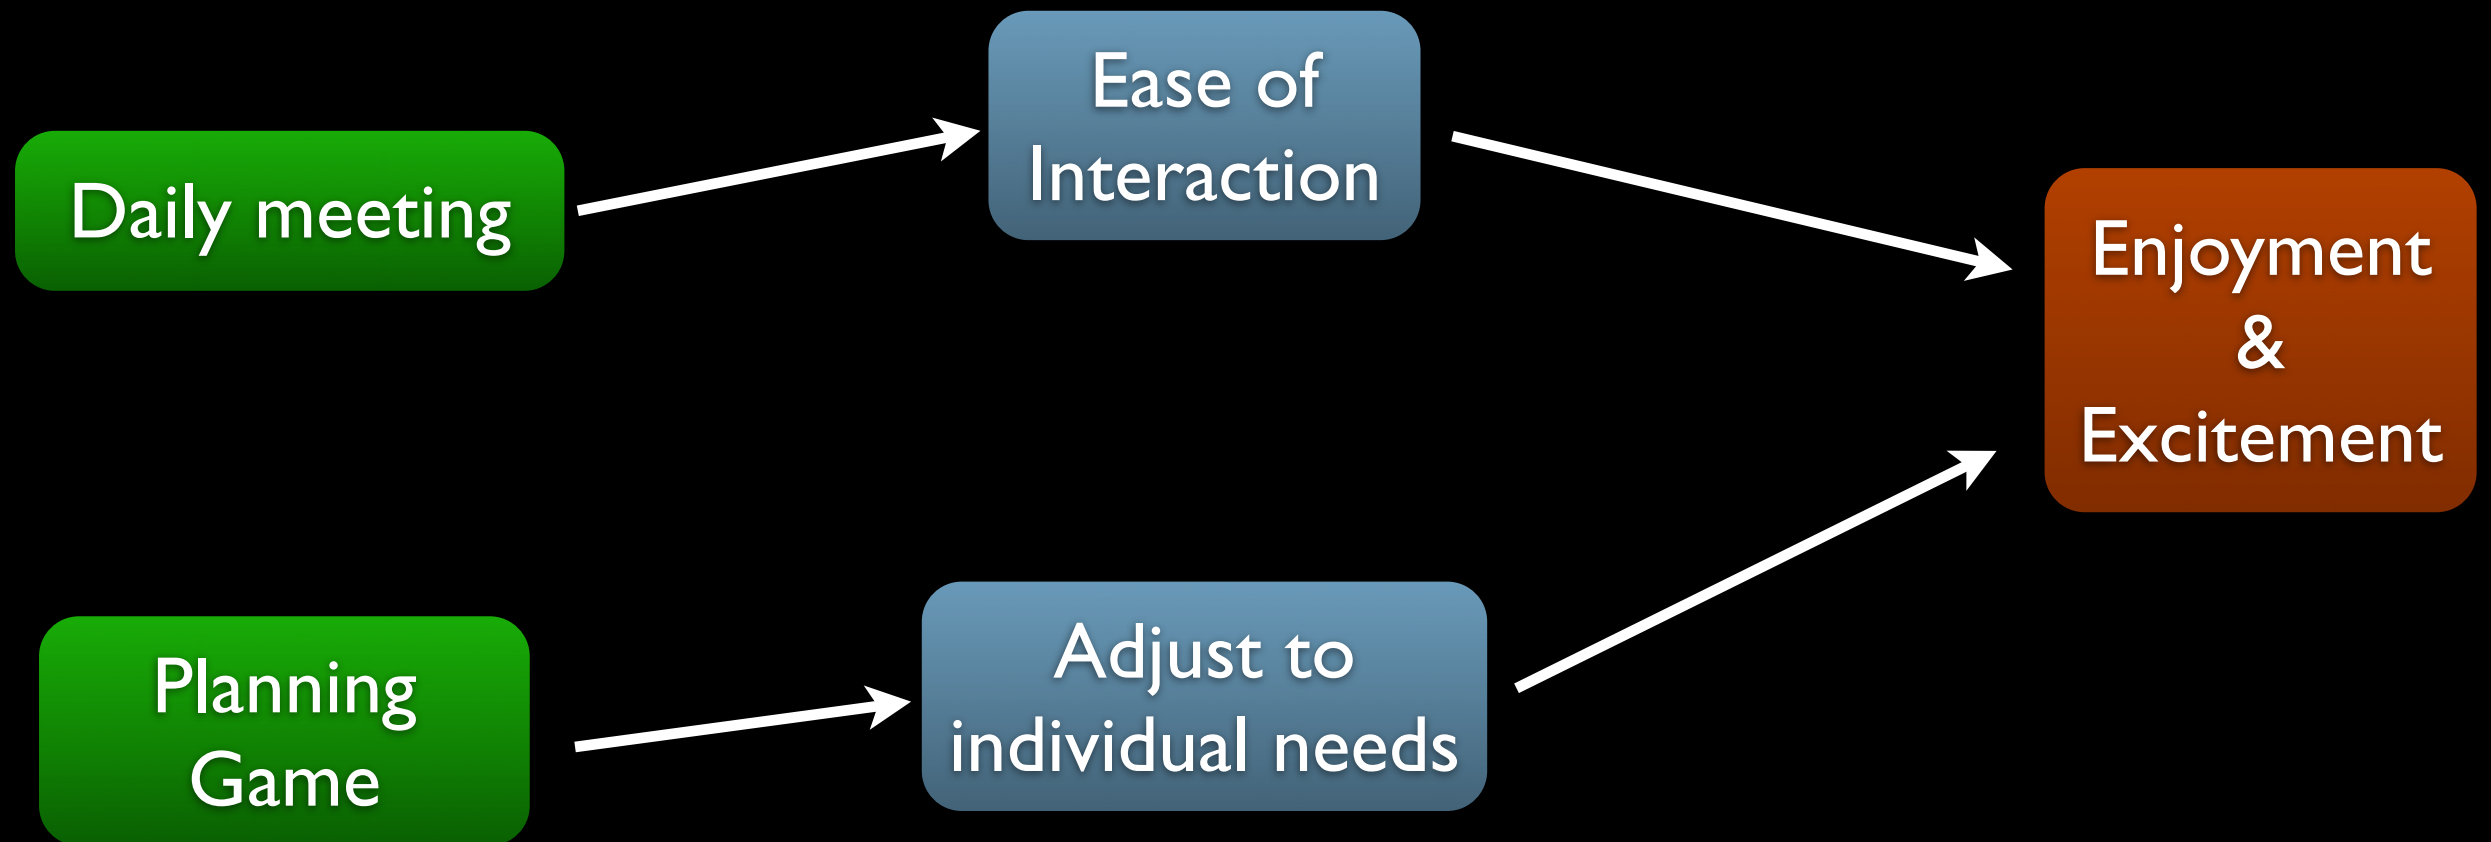 Daily meeting
Ease of
Interaction
Enjoyment
&
Excitement
Planning
Game
Adjust to
individual needs